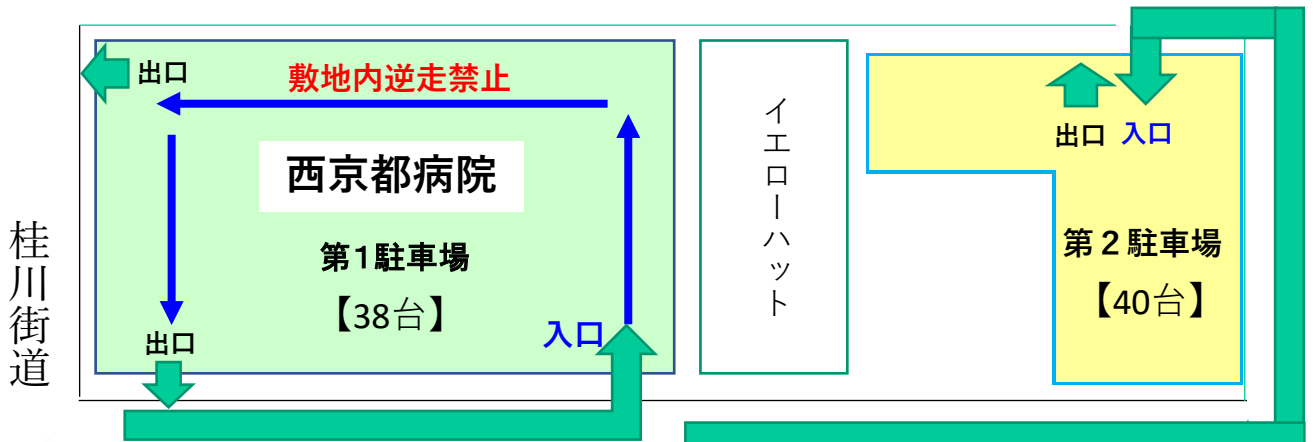 出口
敷地内逆走禁止
西京都病院
第1駐車場
【38台】
出口
入口
桂川街道
イエローハット
出口
入口
第２駐車場
【40台】